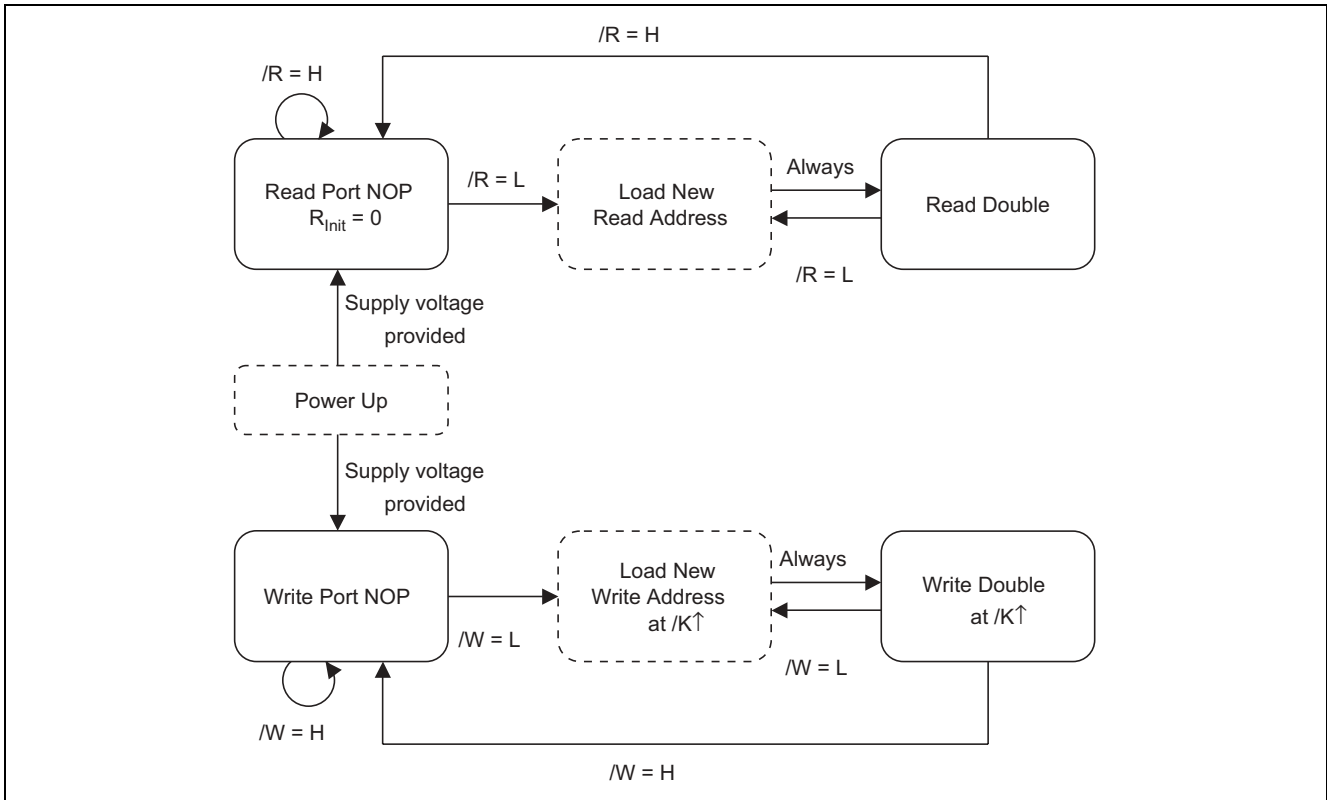 /R = H
/R = H
Read Port NOP
R_Init = 0
/R = L
Load New
Read Address
Always
/R = L
Read Double
Supply voltage
provided
Power Up
Supply voltage
provided
Write Port NOP
/W = L
Load New
Write Address
at /K↑
Always
/W = L
Write Double
at /K↑
/W = H
/W = H